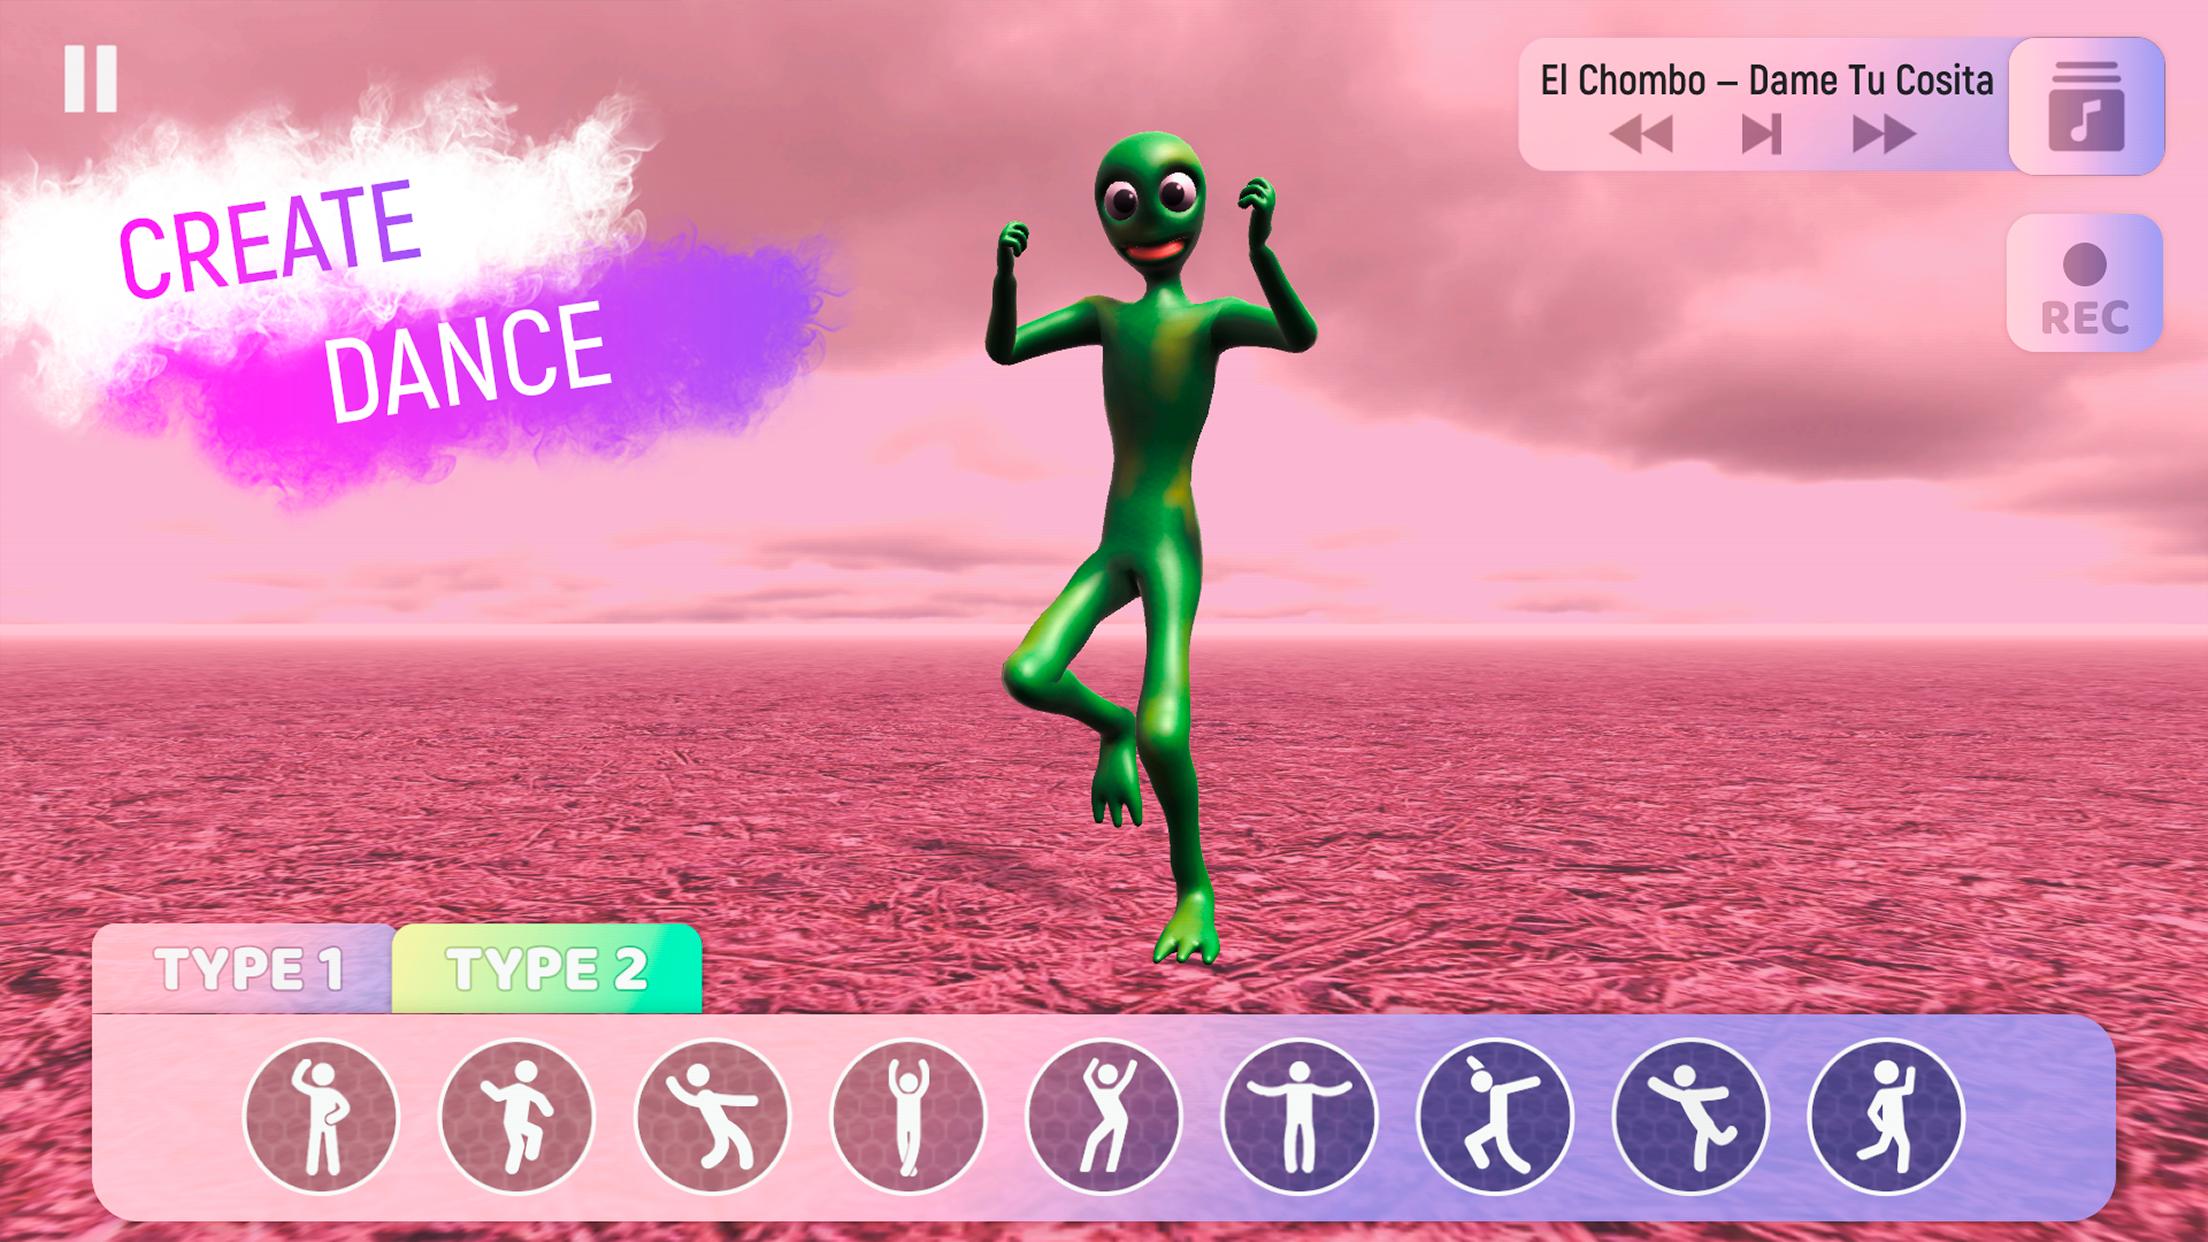 CREATE
DANCE
El Chombo – Dame Tu Cosita
REC
TYPE 1
TYPE 2